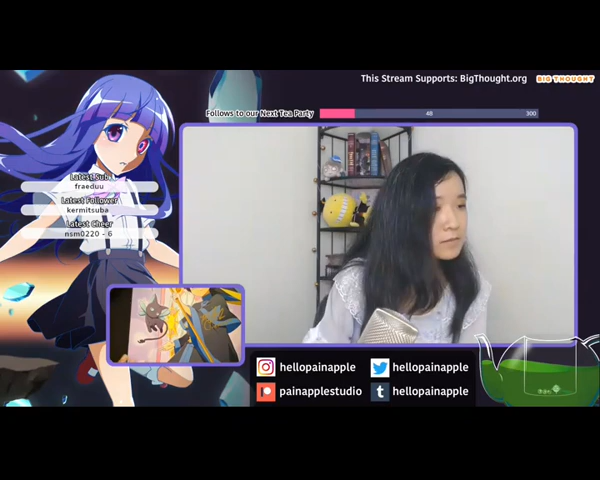 This Stream Supports: BigThought.org
BIG THOUGHT
Follows to our Next Tea Party
48
300
Latest Sub
fraeduu
Latest Follower
kermitsuba
Latest Cheer
nsm0220 - 6
hellopainapple
hellopainapple
painapplestudio
hellopainapple